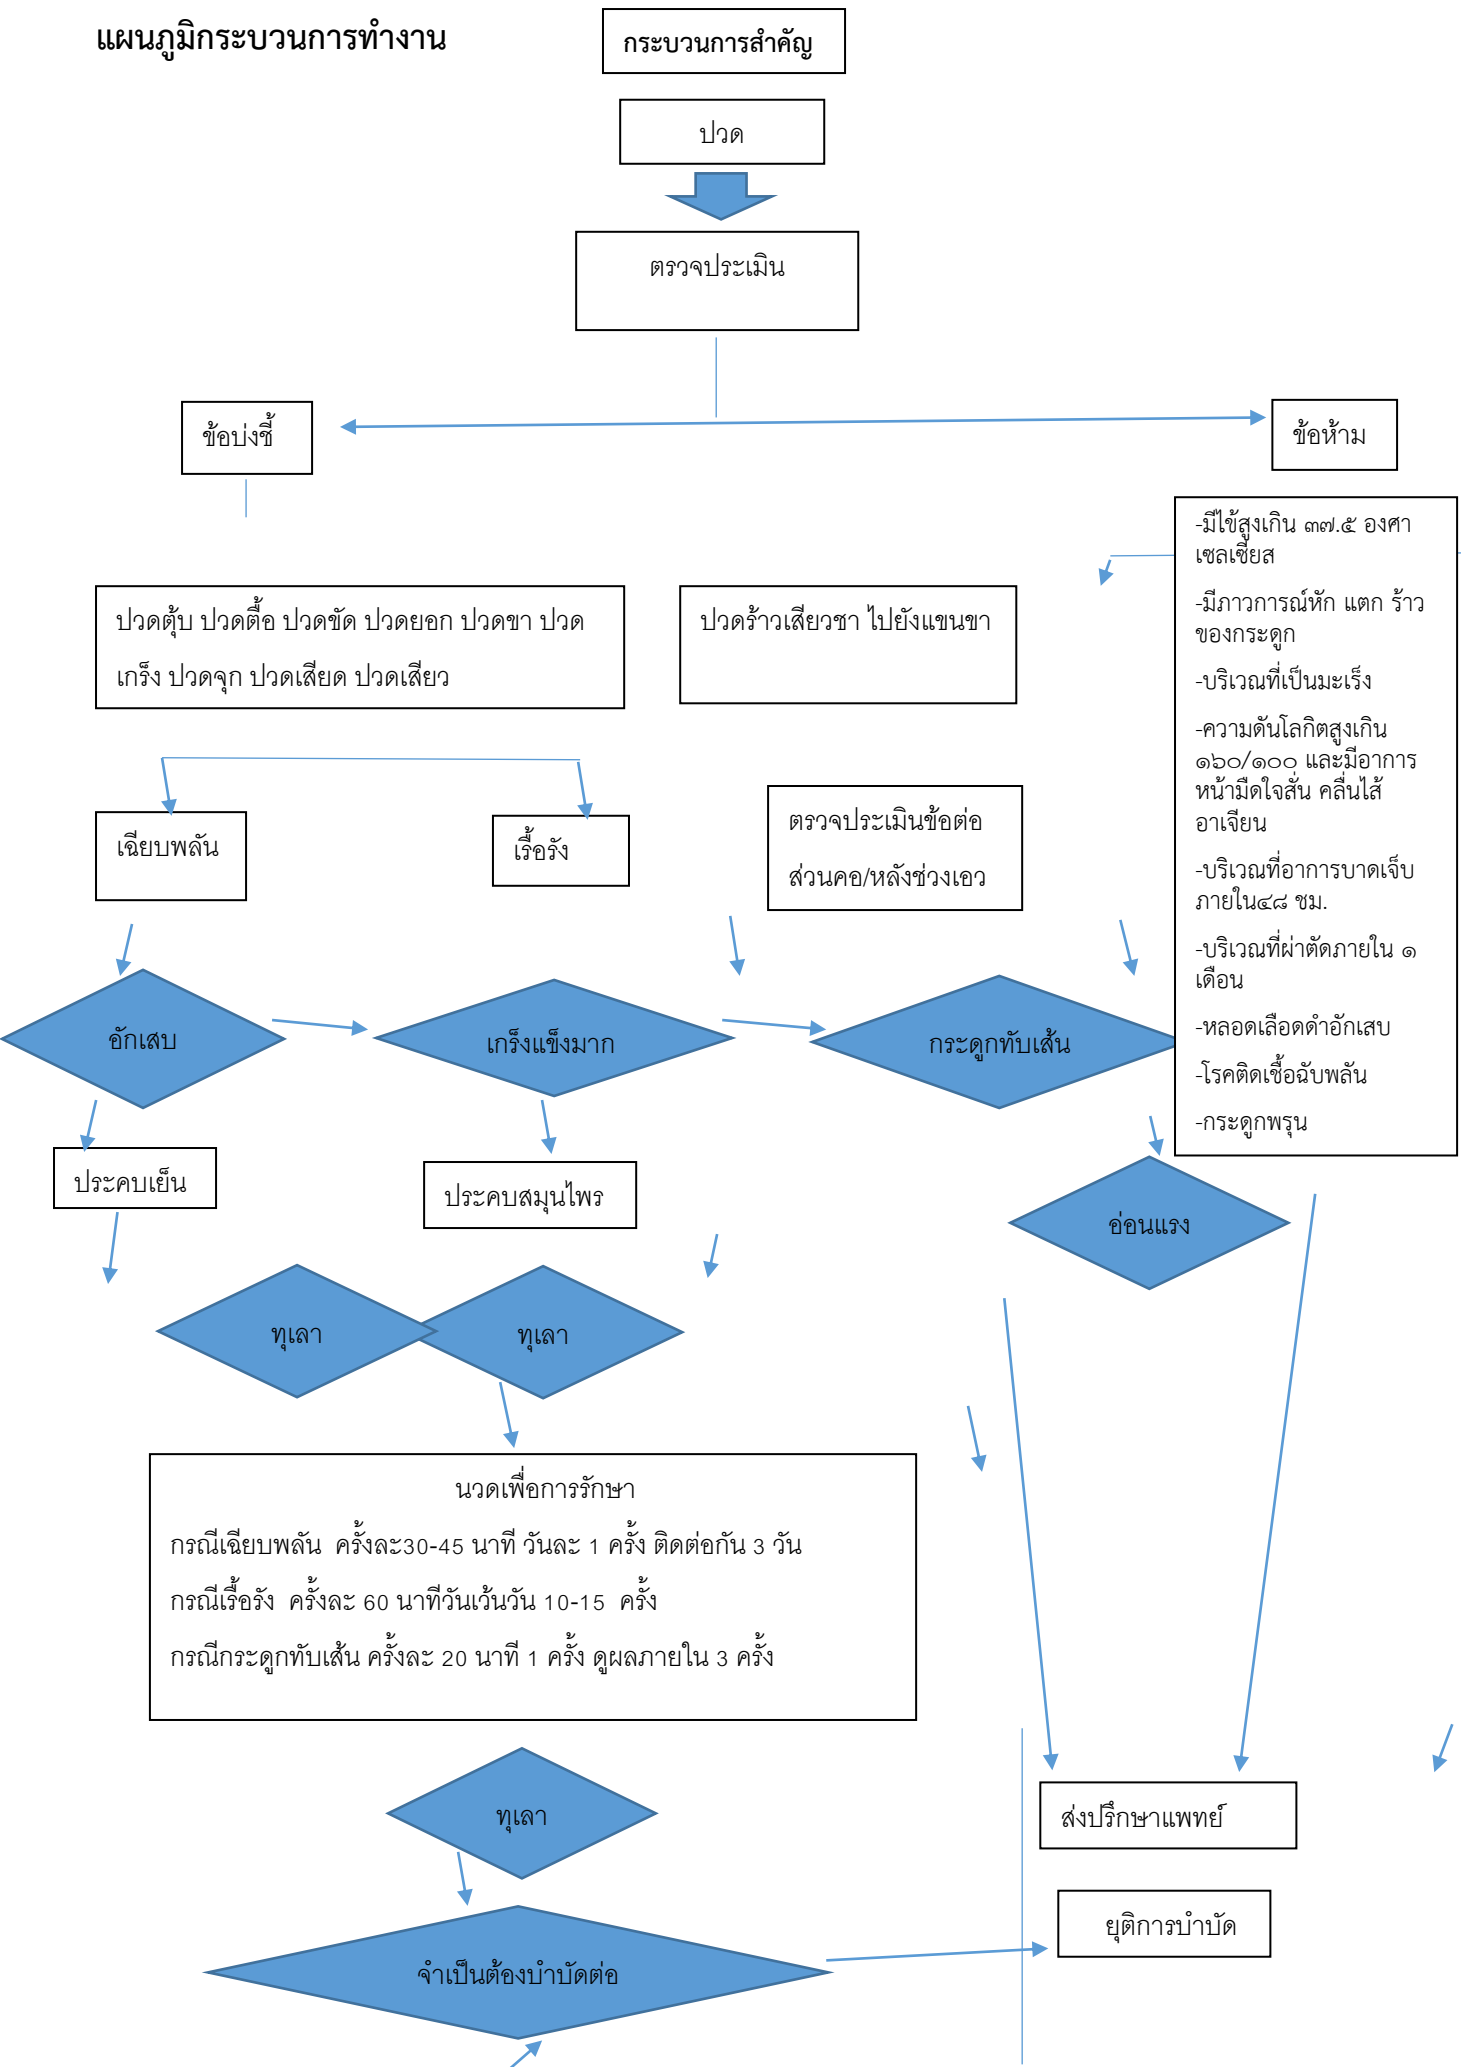 แผนภูมิกระบวนการทำงาน
กระบวนการสำคัญ
ปวด
ตรวจประเมิน
ข้อบ่งชี้
ข้อห้าม
ปวดตุ้บ ปวดตื้อ ปวดขัด ปวดยอก ปวดขา ปวด
เกร็ง ปวดจุก ปวดเสียด ปวดเสียว
ปวดร้าวเสียวชา ไปยังแขนขา
-มีไข้สูงเกิน ๓๗.๕ องศา
เซลเซียส
-มีภาวการณ์หัก แตก ร้าว
ของกระดูก
-บริเวณที่เป็นมะเร็ง
-ความดันโลกิตสูงเกิน
๑๖๐/๑๐๐ และมีอาการ
หน้ามืดใจสั่น คลื่นไส้
อาเจียน
-บริเวณที่อาการบาดเจ็บ
ภายใน๔๘ ชม.
-บริเวณที่ผ่าตัดภายใน ๑
เดือน
-หลอดเลือดดำอักเสบ
-โรคติดเชื้อฉับพลัน
-กระดูกพรุน
เฉียบพลัน
เรื้อรัง
ตรวจประเมินข้อต่อ
ส่วนคอ/หลังช่วงเอว
อักเสบ
เกร็งแข็งมาก
กระดูกทับเส้น
ประคบเย็น
ประคบสมุนไพร
อ่อนแรง
ทุเลา
ทุเลา
นวดเพื่อการรักษา
กรณีเฉียบพลัน ครั้งละ30-45 นาที วันละ 1 ครั้ง ติดต่อกัน 3 วัน
กรณีเรื้อรัง ครั้งละ 60 นาทีวันเว้นวัน 10-15 ครั้ง
กรณีกระดูกทับเส้น ครั้งละ 20 นาที 1 ครั้ง ดูผลภายใน 3 ครั้ง
ทุเลา
ส่งปรึกษาแพทย์
ยุติการบำบัด
จำเป็นต้องบำบัดต่อ